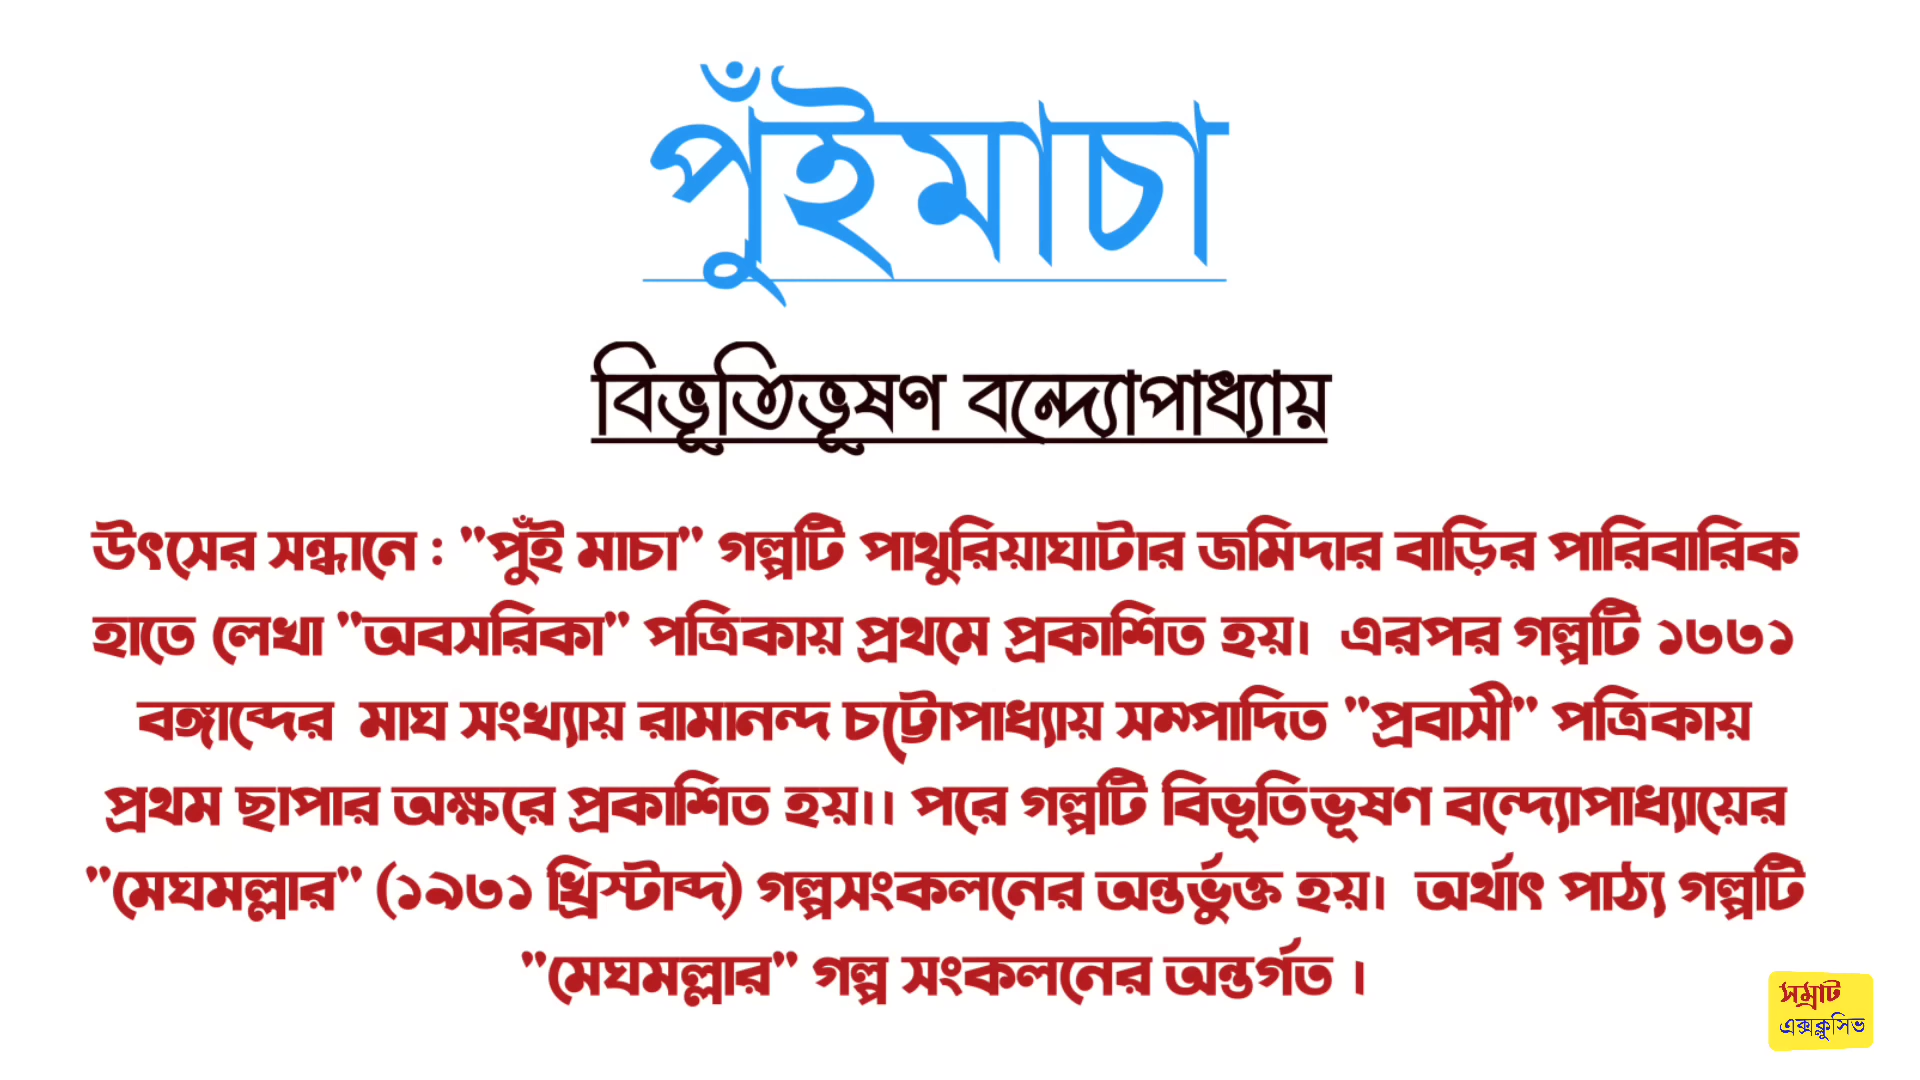 পুঁইমাচা
বিভূতিভূষণ বন্দ্যোপাধ্যায়
উৎসের সন্ধানে : "পুঁই মাচা" গল্পটি পাথুরিয়াঘাটার জমিদার বাড়ির পারিবারিক
হাতে লেখা "অবসরিকা" পত্রিকায় প্রথমে প্রকাশিত হয়। এরপর গল্পটি ১৩৩১
বঙ্গাব্দের মাঘ সংখ্যায় রামানন্দ চট্টোপাধ্যায় সম্পাদিত "প্রবাসী" পত্রিকায়
প্রথম ছাপার অক্ষরে প্রকাশিত হয়।। পরে গল্পটি বিভূতিভূষণ বন্দ্যোপাধ্যায়ের
"মেঘমল্লার" (১৯৩১ খ্রিস্টাব্দ) গল্পসংকলনের অন্তর্ভুক্ত হয়। অর্থাৎ পাঠ্য গল্পটি
"মেঘমল্লার" গল্প সংকলনের অন্তর্গত ।
সম্রাট
এক্সক্লুসিভ